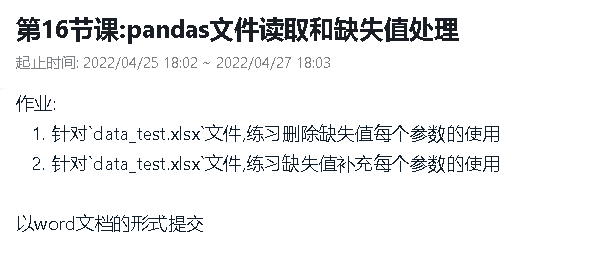 第16节课:pandas文件读取和缺失值处理
起止时间: 2022/04/25 18:02 ~ 2022/04/27 18:03
作业:
1. 针对`data_test.xlsx`文件,练习删除缺失值每个参数的使用
2. 针对`data_test.xlsx`文件,练习缺失值补充每个参数的使用
以word文档的形式提交